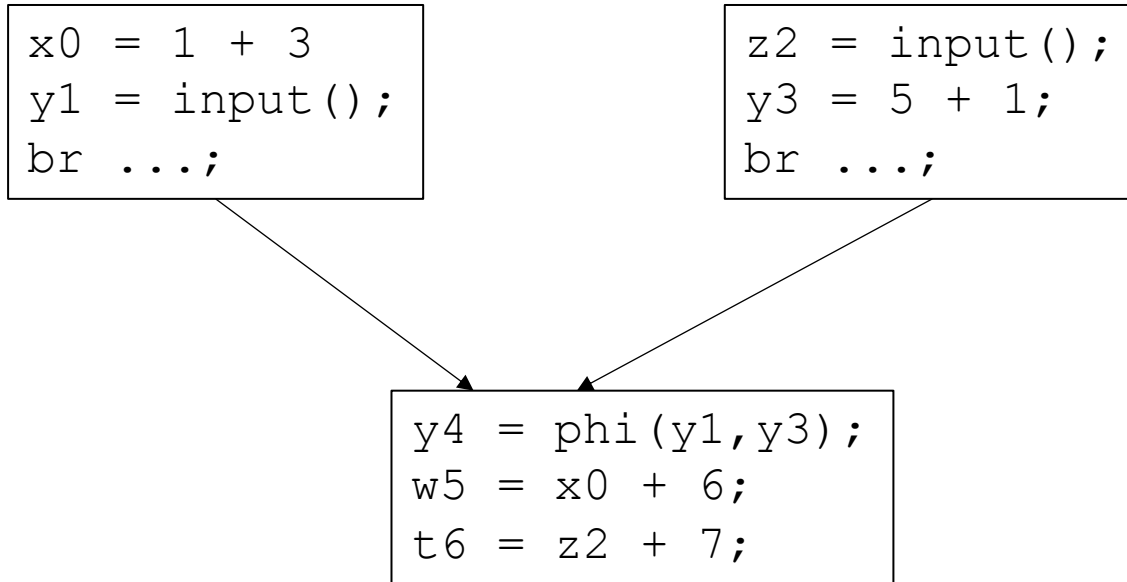 x0 = 1 + 3
y1 = input();
br ...;
z2 = input();
y3 = 5 + 1;
br ...;
y4 = phi(y1,y3);
w5 = x0 + 6;
t6 = z2 + 7;